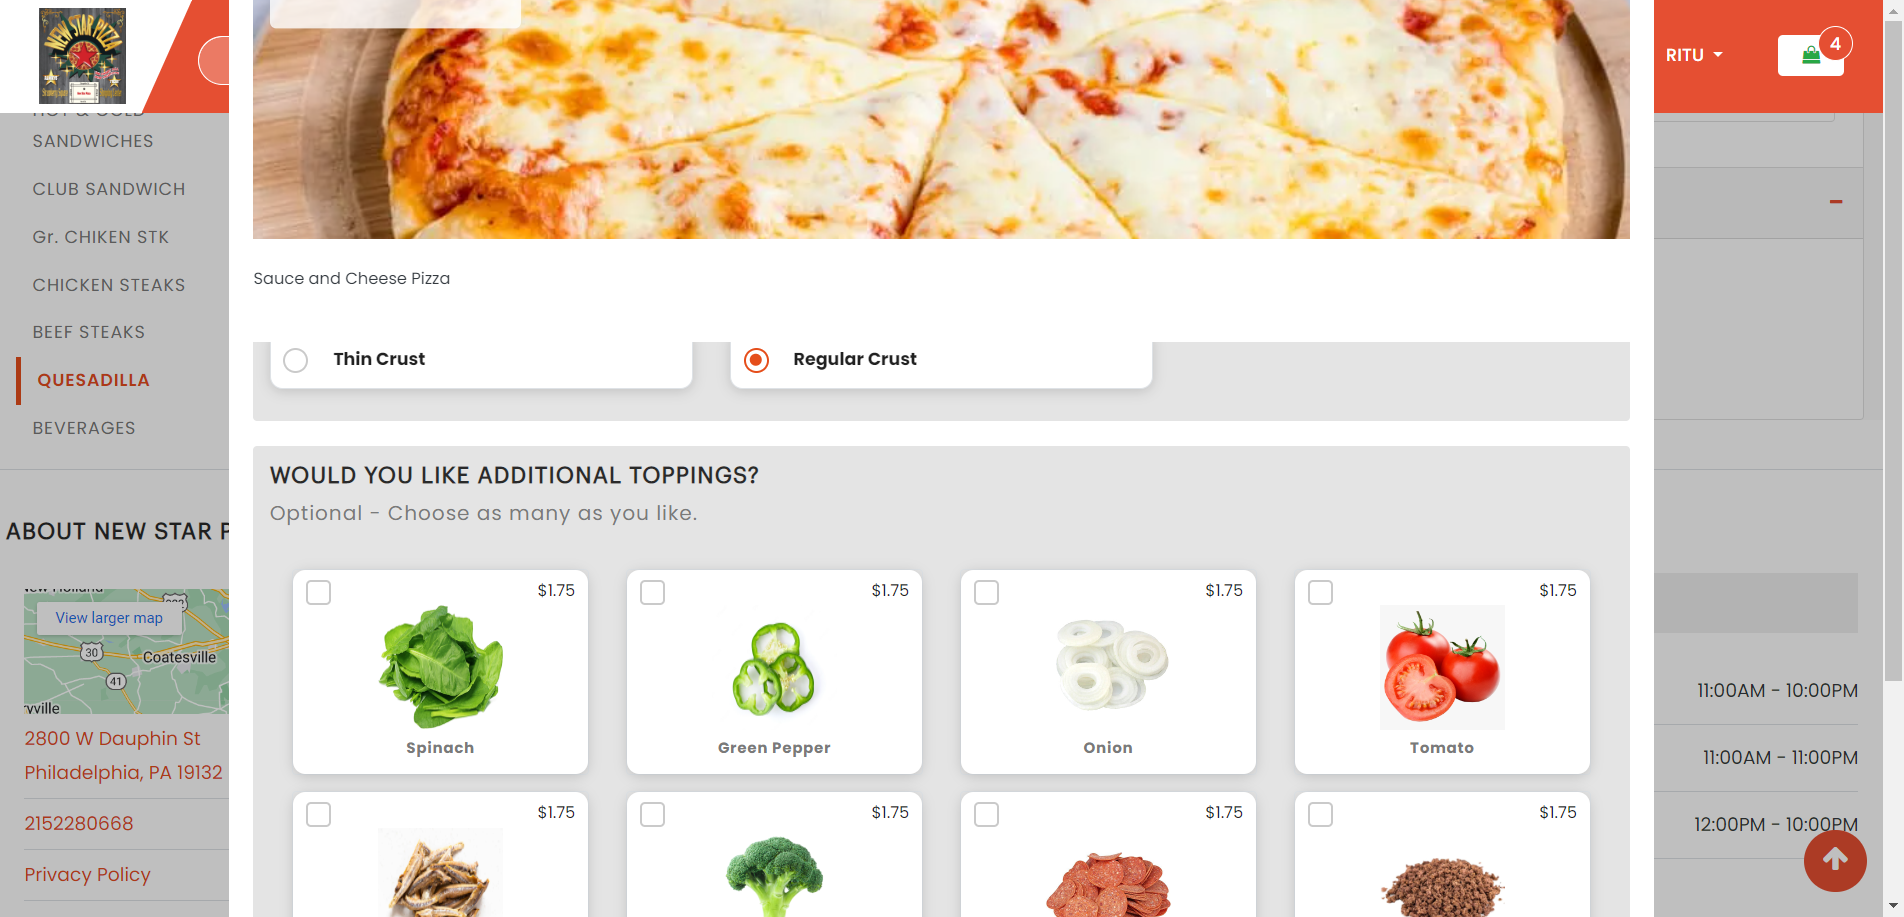 NEW STAR PIZZA
RITU
4
HOT & COLD
SANDWICHES
CLUB SANDWICH
Gr. CHIKEN STK
CHICKEN STEAKS
BEEF STEAKS
QUESADILLA
BEVERAGES
ABOUT NEW STAR P
New Holland
View larger map
30
Coatesville
41
ryville
2800 W Dauphin St
Philadelphia, PA 19132
2152280668
Privacy Policy
Sauce and Cheese Pizza
Thin Crust
Regular Crust
WOULD YOU LIKE ADDITIONAL TOPPINGS?
Optional - Choose as many as you like.
$1.75
Spinach
$1.75
Green Pepper
$1.75
Onion
$1.75
Tomato
$1.75
$1.75
$1.75
$1.75
11:00AM - 10:00PM
11:00AM - 11:00PM
12:00PM - 10:00PM